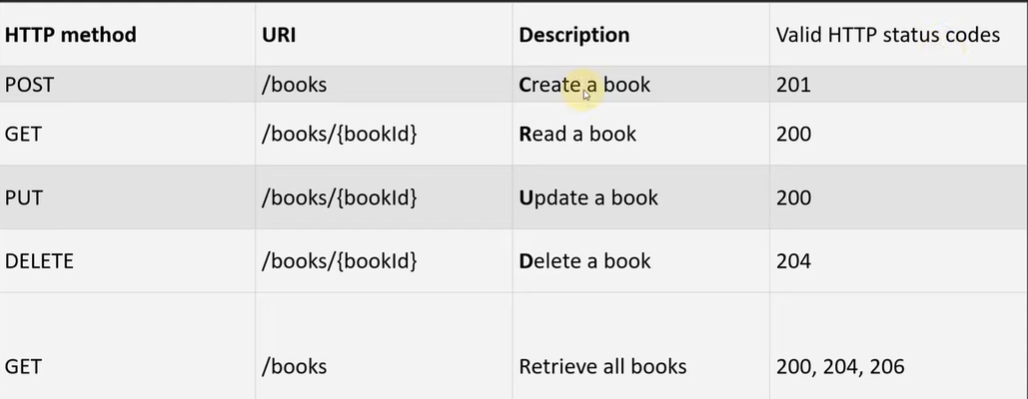 HTTP method URI Description Valid HTTP status codes
POST /books Create a book 201
GET /books/{bookId} Read a book 200
PUT /books/{bookId} Update a book 200
DELETE /books/{bookId} Delete a book 204
GET /books Retrieve all books 200, 204, 206